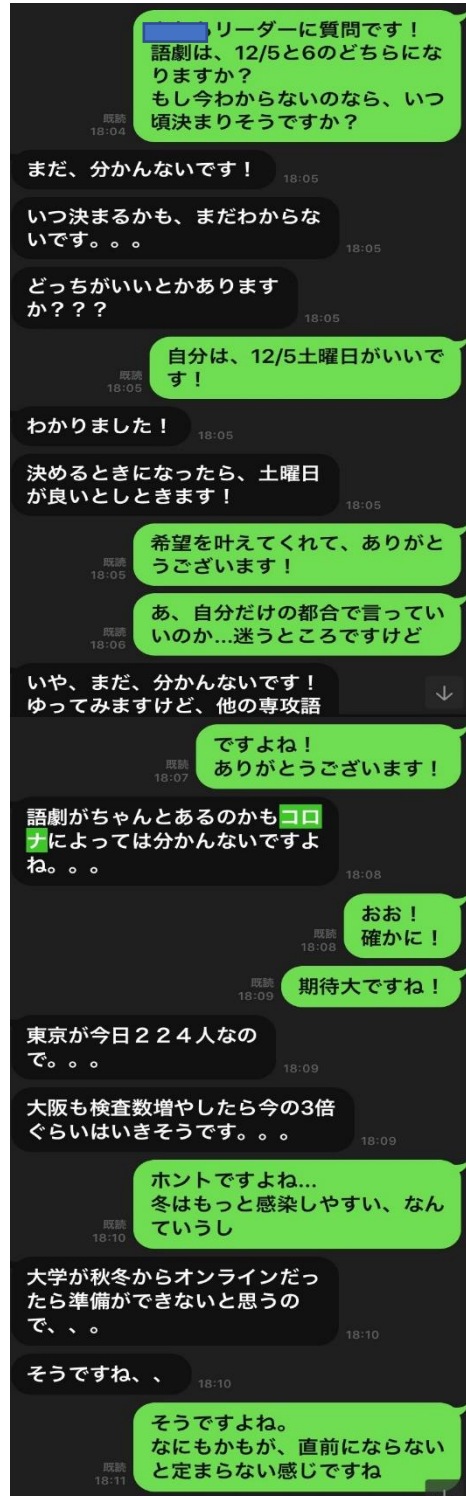 リーダーに質問です！
語劇は、12/5と6のどちらにな
りますか？
もし今わからないのなら、いつ
頃決まりそうですか？
既読
18:04
まだ、分かんないです！
18:05
いつ決まるかも、まだわからな
いです。。。
18:05
どっちがいいとかあります
か？？？
18:05
自分は、12/5土曜日がいいで
す！
既読
18:05
わかりました！
18:05
決めるときになったら、土曜日
が良いとしときます！
18:05
希望を叶えてくれて、ありがと
うございます！
既読
18:05
あ、自分だけの都合で言ってい
いのか...迷うところですけど
既読
18:06
いや、まだ、分かんないです！
ゆってみますけど、他の専攻語
ですよね！
ありがとうございます！
既読
18:07
語劇がちゃんとあるのかもコロ
ナによっては分かんないですよ
ね。。。
18:08
おお！
確かに！
既読
18:08
期待大ですね！
既読
18:09
東京が今日２２４人なの
で。。。
18:09
大阪も検査数増やしたら今の3倍
ぐらいはいきそうです。。。
18:09
ホントですよね...
冬はもっと感染しやすい、なん
ていうし
既読
18:10
大学が秋冬からオンラインだっ
たら準備ができないと思うの
で、、。
18:10
そうですね、、
18:10
そうですよね。
なにもかもが、直前にならない
と定まらない感じですね
既読
18:11